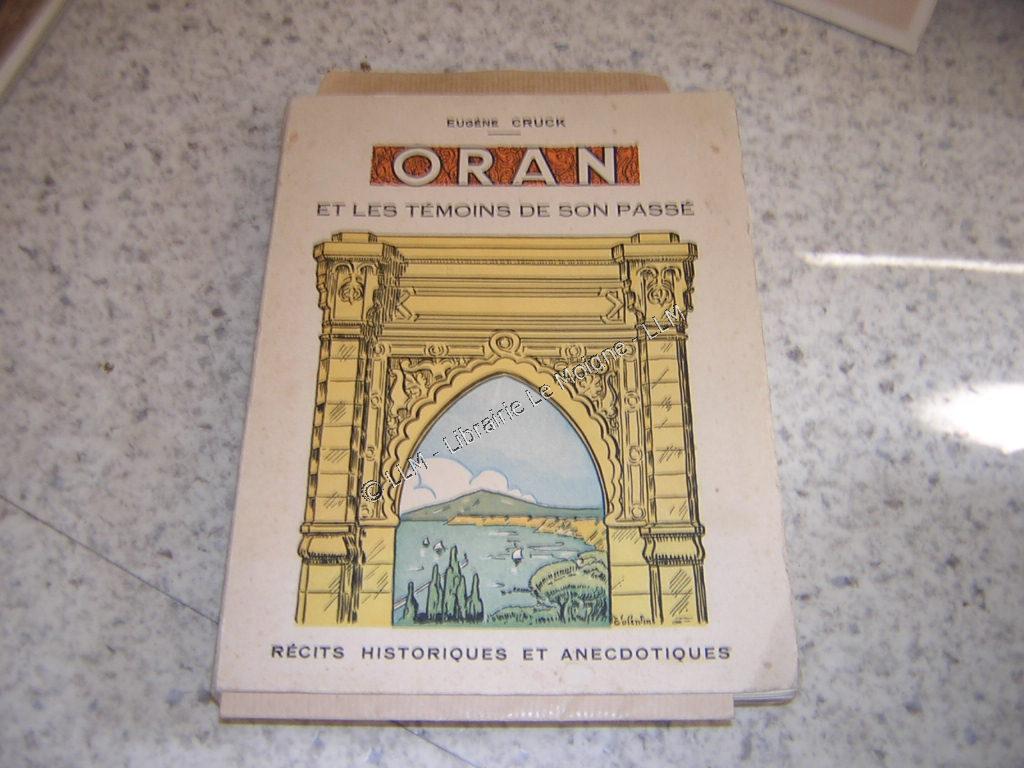 EUGÈNE CRUCK
ORAN
ET LES TÉMOINS DE SON PASSÉ
© LLM - Librairie Le Moigne - LLM
RÉCITS HISTORIQUES ET ANECDOTIQUES